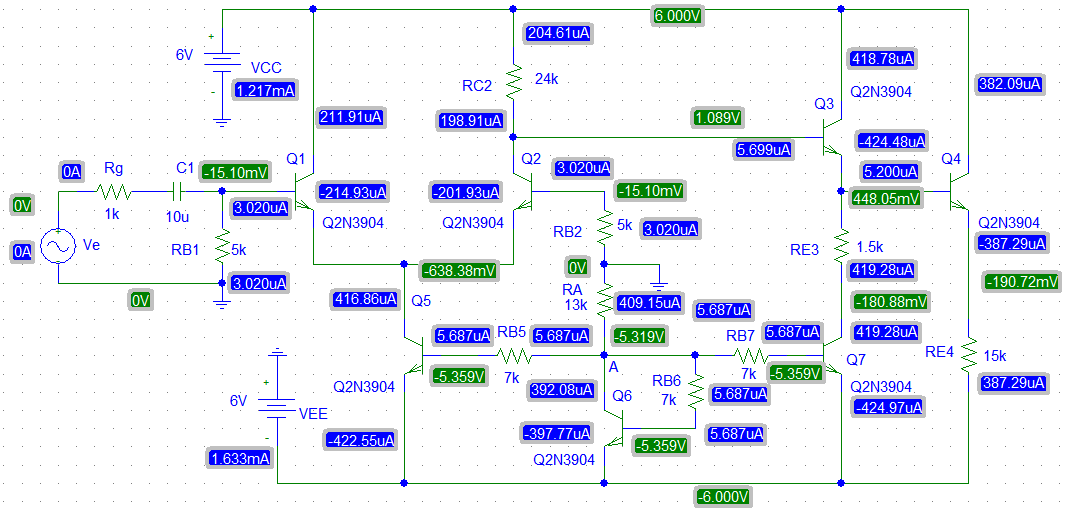 6.000V
204.61uA
+
6V
VCC
-
1.217mA
RC2
24k
418.78uA
Q2N3904
382.09uA
211.91uA
198.91uA
1.089V
Q3
5.699uA
-424.48uA
0A
Rg
C1
-15.10mV
Q1
Q2
3.020uA
5.200uA
Q4
0V
1k
10u
3.020uA
-214.93uA
-201.93uA
-15.10mV
448.05mV
Q2N3904
Q2N3904
Q2N3904
0A
+
Ve
-
RB1
5k
RB2
5k
3.020uA
RE3
1.5k
-387.29uA
3.020uA
-638.38mV
0V
419.28uA
-190.72mV
0V
416.86uA
Q5
RA
13k
409.15uA
5.687uA
-180.88mV
5.687uA
RB5
5.687uA
-5.319V
RB7
5.687uA
419.28uA
7k
A
7k
Q7
RE4
15k
-5.359V
-5.359V
Q2N3904
392.08uA
Q6
RB6
7k
5.687uA
Q2N3904
387.29uA
+
6V
VEE
-
-422.55uA
-397.77uA
5.687uA
-5.359V
-424.97uA
1.633mA
Q2N3904
-6.000V